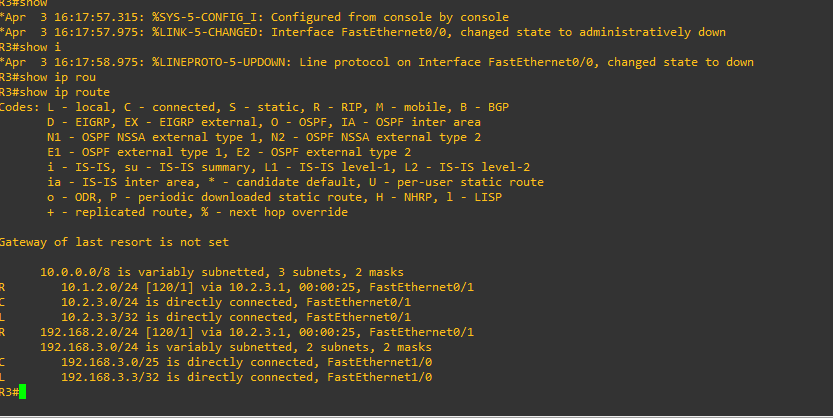 R3#show
*Apr  3 16:17:57.315: %SYS-5-CONFIG_I: Configured from console by console
*Apr  3 16:17:57.975: %LINK-5-CHANGED: Interface FastEthernet0/0, changed state to administratively down
R3#show i
*Apr  3 16:17:58.975: %LINEPROTO-5-UPDOWN: Line protocol on Interface FastEthernet0/0, changed state to down
R3#show ip rou
R3#show ip route
Codes: L - local, C - connected, S - static, R - RIP, M - mobile, B - BGP
       D - EIGRP, EX - EIGRP external, O - OSPF, IA - OSPF inter area
       N1 - OSPF NSSA external type 1, N2 - OSPF NSSA external type 2
       E1 - OSPF external type 1, E2 - OSPF external type 2
       i - IS-IS, su - IS-IS summary, L1 - IS-IS level-1, L2 - IS-IS level-2
       ia - IS-IS inter area, * - candidate default, U - per-user static route
       o - ODR, P - periodic downloaded static route, H - NHRP, l - LISP
       + - replicated route, % - next hop override

Gateway of last resort is not set

      10.0.0.0/8 is variably subnetted, 3 subnets, 2 masks
R        10.1.2.0/24 [120/1] via 10.2.3.1, 00:00:25, FastEthernet0/1
C        10.2.3.0/24 is directly connected, FastEthernet0/1
L        10.2.3.3/32 is directly connected, FastEthernet0/1
R     192.168.2.0/24 [120/1] via 10.2.3.1, 00:00:25, FastEthernet0/1
      192.168.3.0/24 is variably subnetted, 2 subnets, 2 masks
C        192.168.3.0/25 is directly connected, FastEthernet1/0
L        192.168.3.3/32 is directly connected, FastEthernet1/0
R3#